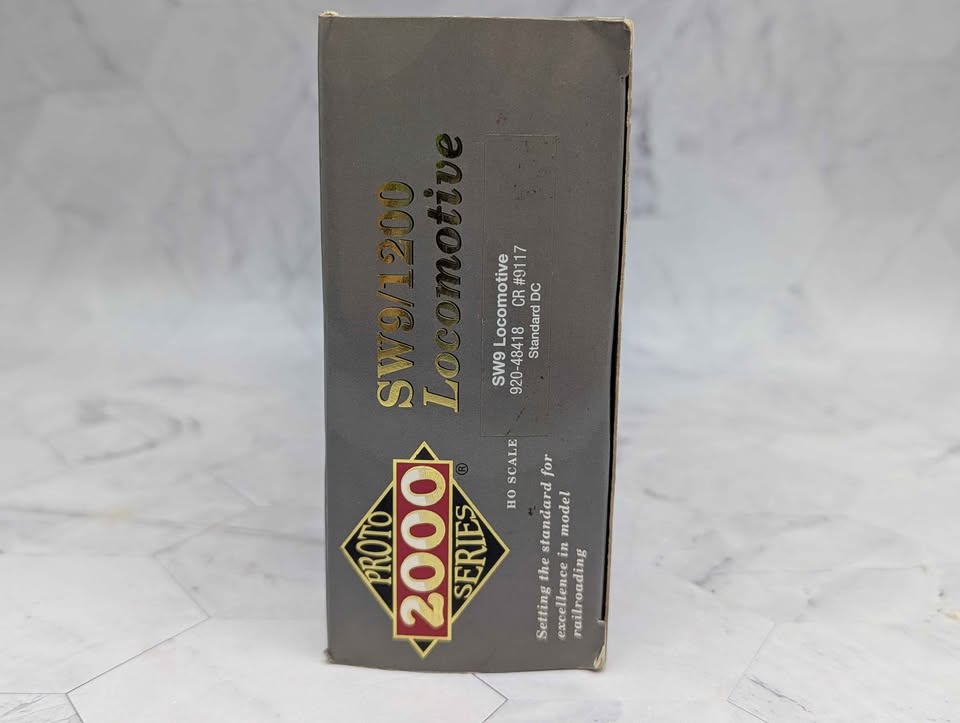 PROTO
2000
SERIES
®
SW9/1200
Locomotive
HO SCALE
SW9 Locomotive
920-48418 CR #9117
Standard DC
Setting the standard for
excellence in model
railroading